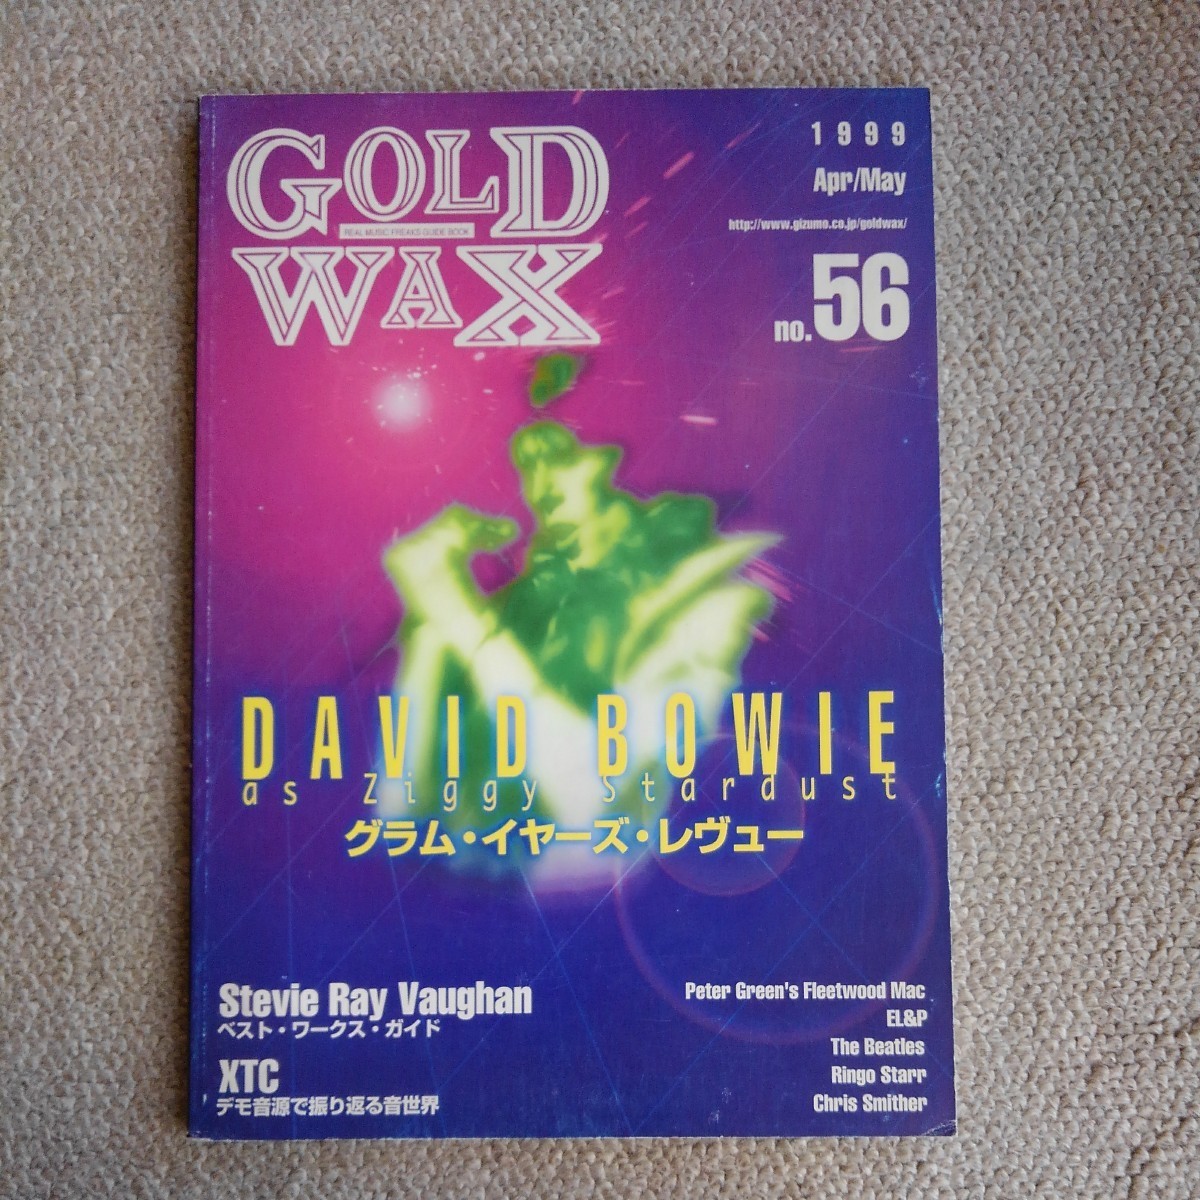 GOLD
REAL MUSIC FREAKS GUIDE BOOK
WAX
1999
Apr/May
http://www.gizumo.co.jp/goldwax/
no.56
DAVID BOWIE
as Ziggy Stardust
グラム・イヤーズ・レヴュー
Stevie Ray Vaughan
ベスト・ワークス・ガイド
XTC
デモ音源で振り返る音世界
Peter Green's Fleetwood Mac
EL&P
The Beatles
Ringo Starr
Chris Smither